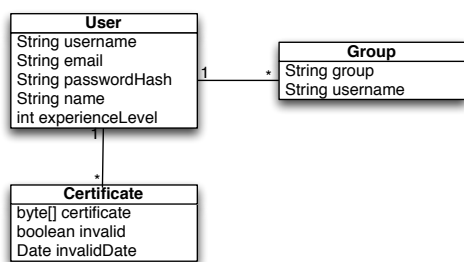 User
String username
String email
String passwordHash
String name
int experienceLevel
1
*
Group
String group
String username
1
*
Certificate
byte[] certificate
boolean invalid
Date invalidDate